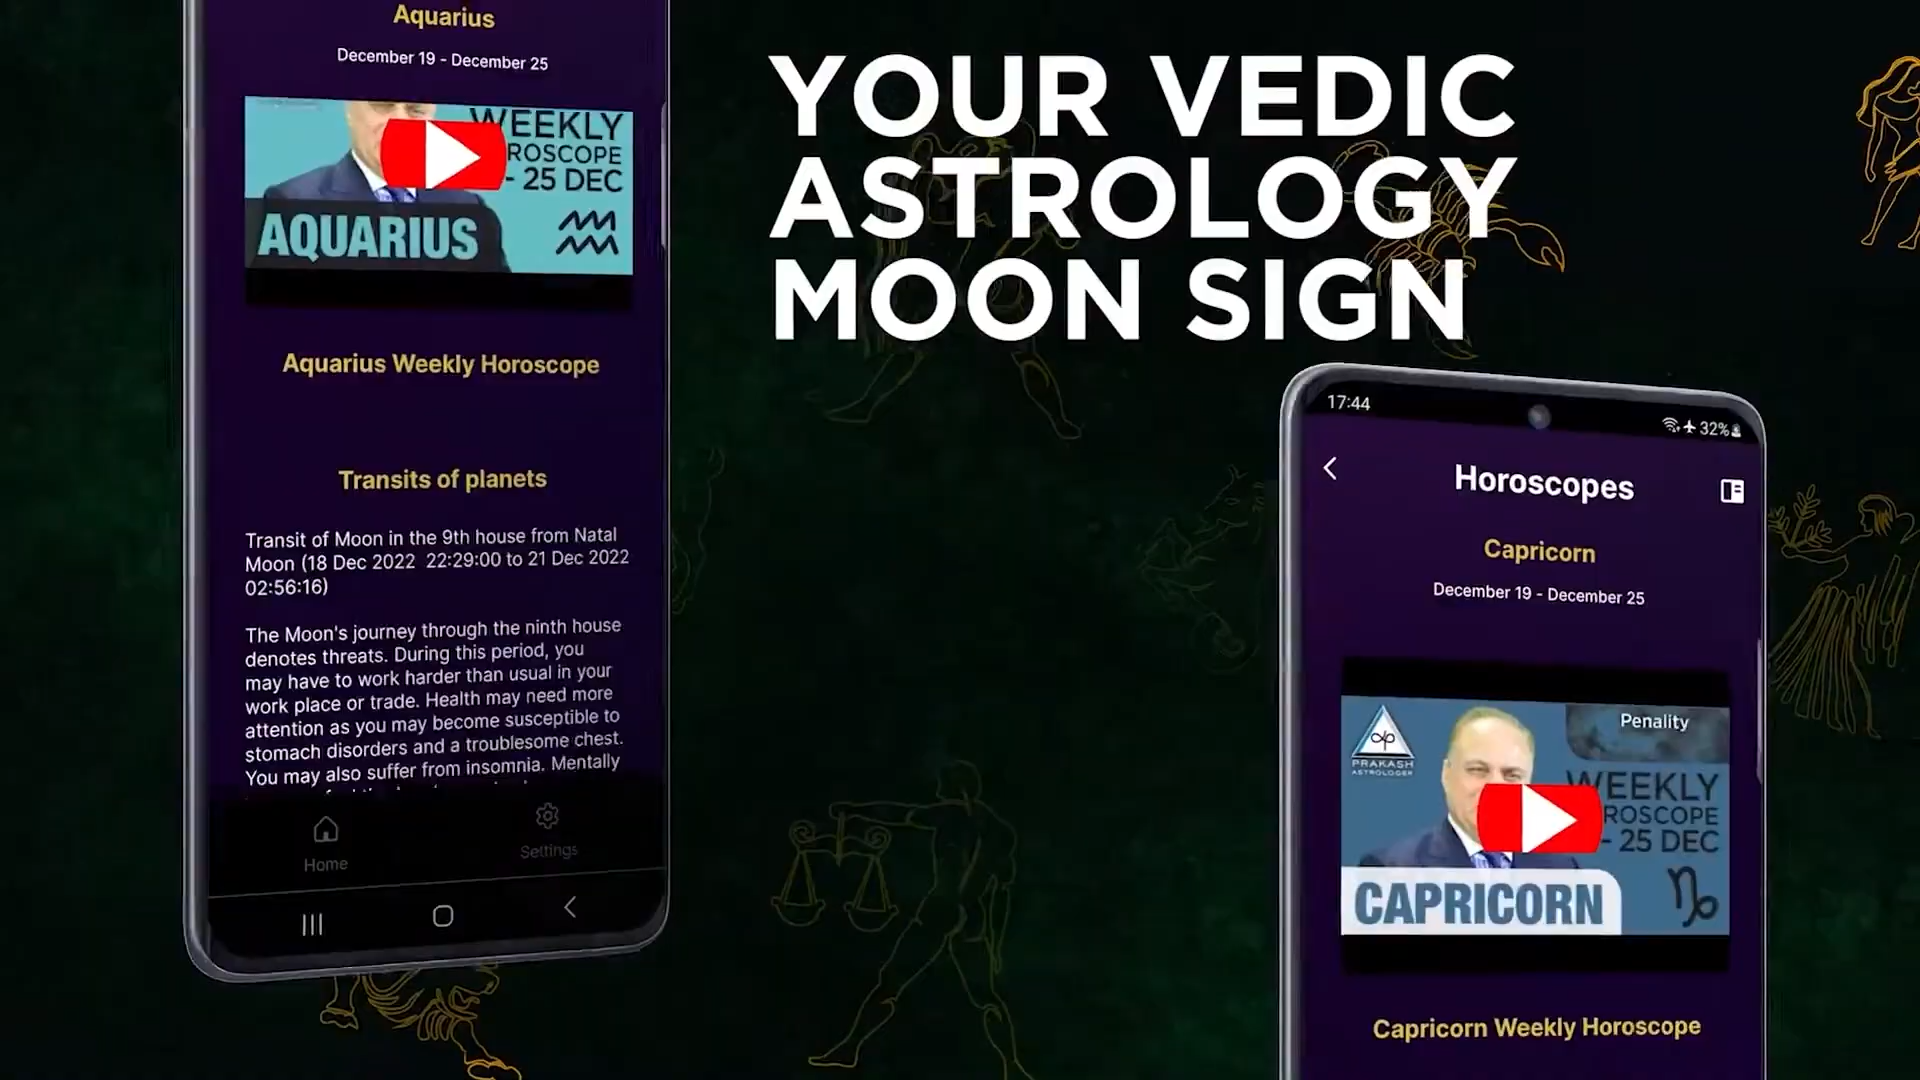 Aquarius
December 19 - December 25
WEEKLY
ROSCOPE
- 25 DEC
AQUARIUS
Aquarius Weekly Horoscope
Transits of planets
Transit of Moon in the 9th house from Natal
Moon (18 Dec 2022 22:29:00 to 21 Dec 2022
02:56:16)
The Moon's journey through the ninth house
denotes threats. During this period, you
may have to work harder than usual in your
work place or trade. Health may need more
attention as you may become susceptible to
stomach disorders and a troublesome chest.
You may also suffer from insomnia. Mentally
Home
Settings
YOUR VEDIC
ASTROLOGY
MOON SIGN
17:44
32%
Horoscopes
Capricorn
December 19 - December 25
PRAKASH
ASTROLOGER
Penality
WEEKLY
ROSCOPE
- 25 DEC
CAPRICORN
Capricorn Weekly Horoscope